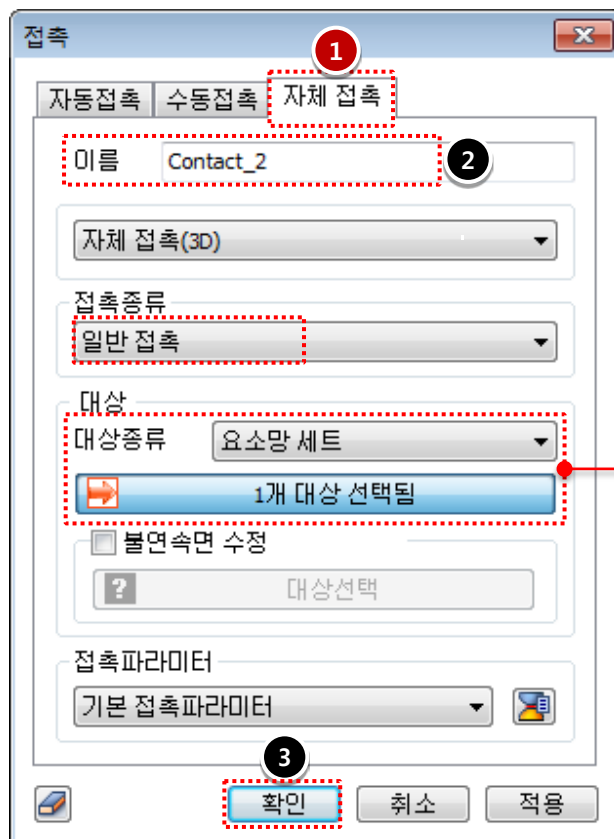 접촉
1
자동접촉 수동접촉 자체 접촉
이름 Contact_2 2
자체 접촉(3D)
접촉종류
일반 접촉
대상
대상종류 요소망 세트
1개 대상 선택됨
불연속면 수정
? 대상선택
접촉파라미터
기본 접촉파라미터
3
확인 취소 적용